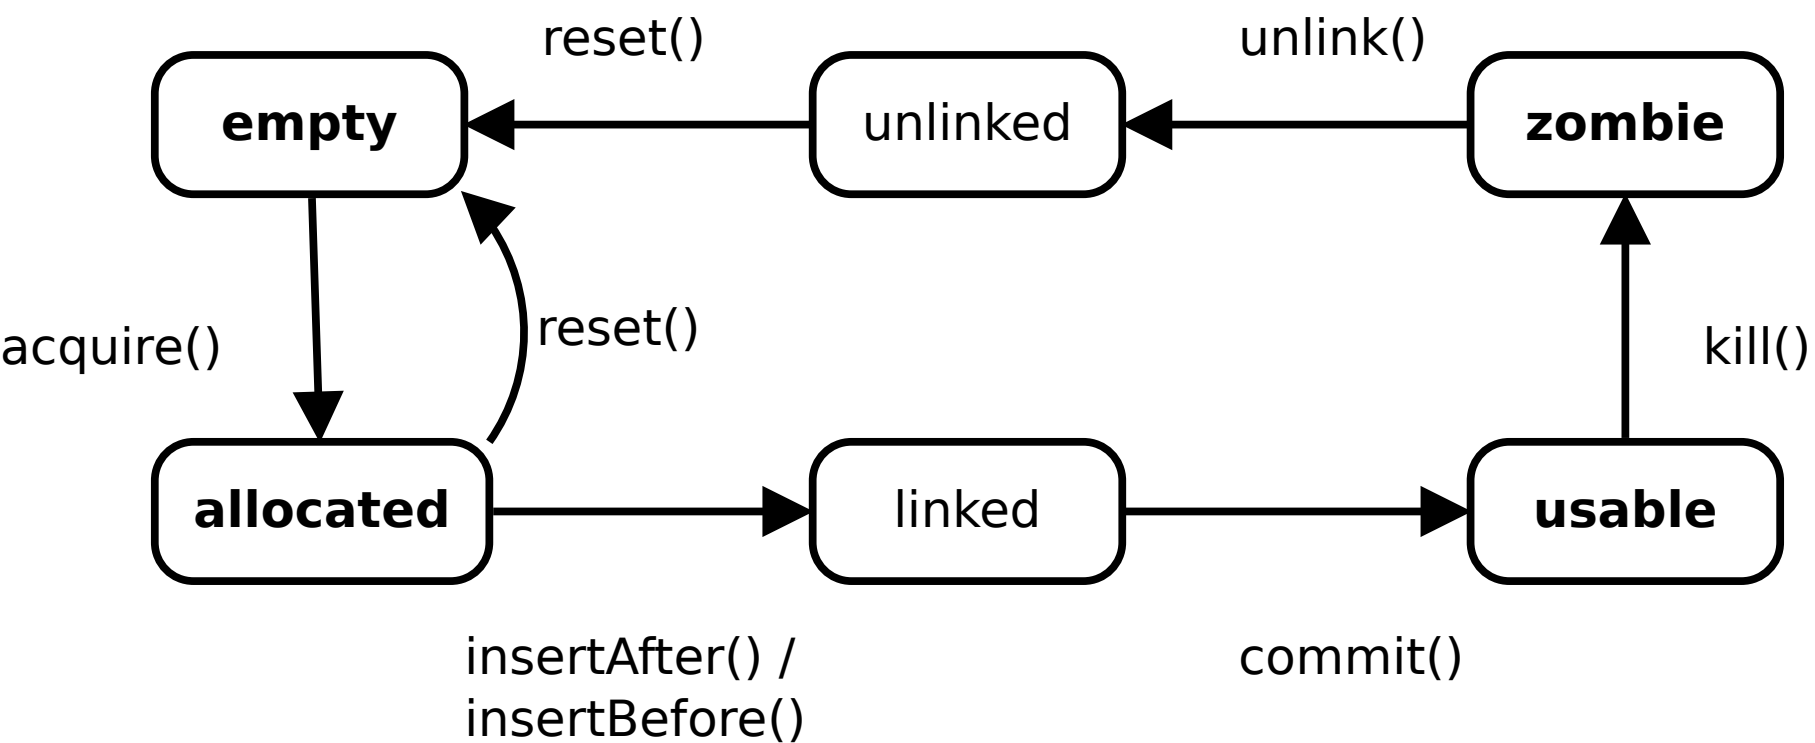 reset()
unlink()
empty
unlinked
zombie
acquire()
reset()
kill()
allocated
linked
usable
insertAfter() /
insertBefore()
commit()